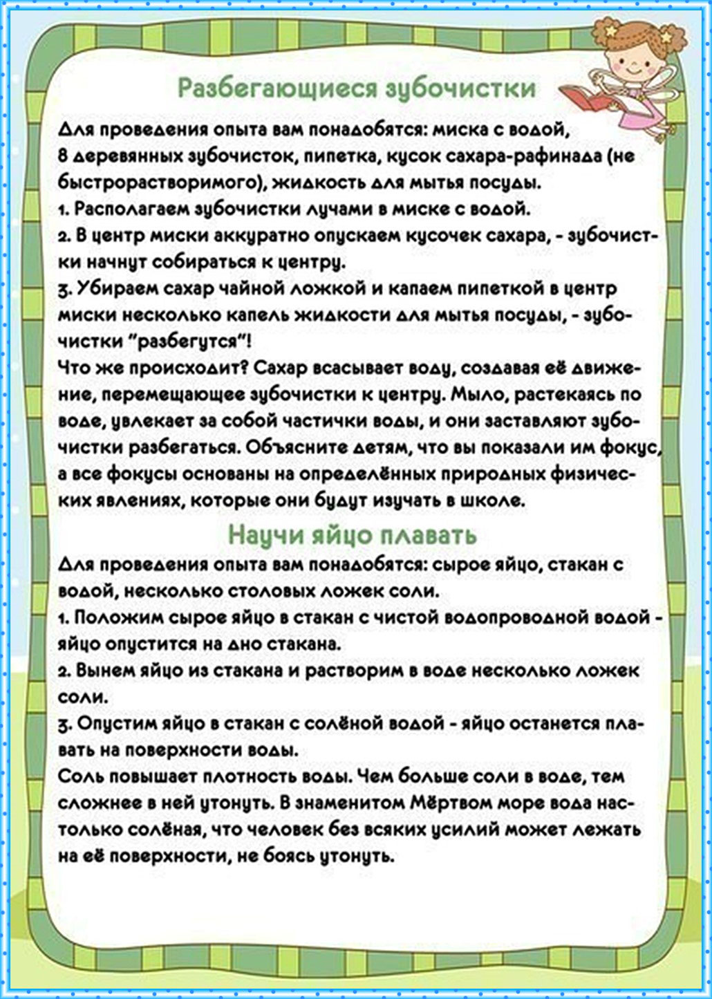 Разбегающиеся зубочистки
Для проведения опыта вам понадобятся: миска с водой,
8 деревянных зубочисток, пипетка, кусок сахара-рафинада (не
быстрорастворимого), жидкость для мытья посуды.
1. Располагаем зубочистки лучами в миске с водой.
2. В центр миски аккуратно опускаем кусочек сахара, - зубочист-
ки начнут собираться к центру.
3. Убираем сахар чайной ложкой и капаем пипеткой в центр
миски несколько капель жидкости для мытья посуды, - зубо-
чистки "разбегутся"!
Что же происходит? Сахар всасывает воду, создавая её движе-
ние, перемещающее зубочистки к центру. Мыло, растекаясь по
воде, увлекает за собой частички воды, и они заставляют зубо-
чистки разбегаться. Объясните детям, что вы показали им фокус,
а все фокусы основаны на определённых природных физичес-
ких явлениях, которые они будут изучать в школе.
Научи яйцо плавать
Для проведения опыта вам понадобятся: сырое яйцо, стакан с
водой, несколько столовых ложек соли.
1. Положим сырое яйцо в стакан с чистой водопроводной водой -
яйцо опустится на дно стакана.
2. Вынем яйцо из стакана и растворим в воде несколько ложек
соли.
3. Опустим яйцо в стакан с солёной водой - яйцо останется пла-
вать на поверхности воды.
Соль повышает плотность воды. Чем больше соли в воде, тем
сложнее в ней утонуть. В знаменитом Мёртвом море вода нас-
только солёная, что человек без всяких усилий может лежать
на её поверхности, не боясь утонуть.